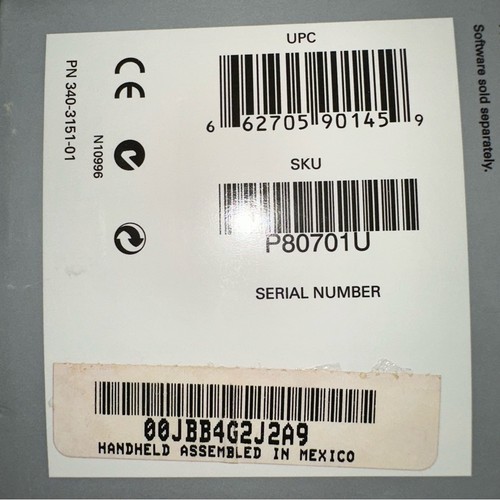 UPC
6 62705 90145 9
SKU
P80701U
SERIAL NUMBER
00JBB4G2J2A9
HANDHELD ASSEMBLED IN MEXICO
PN 340-3151-01
N10996
CE
Software sold separately.